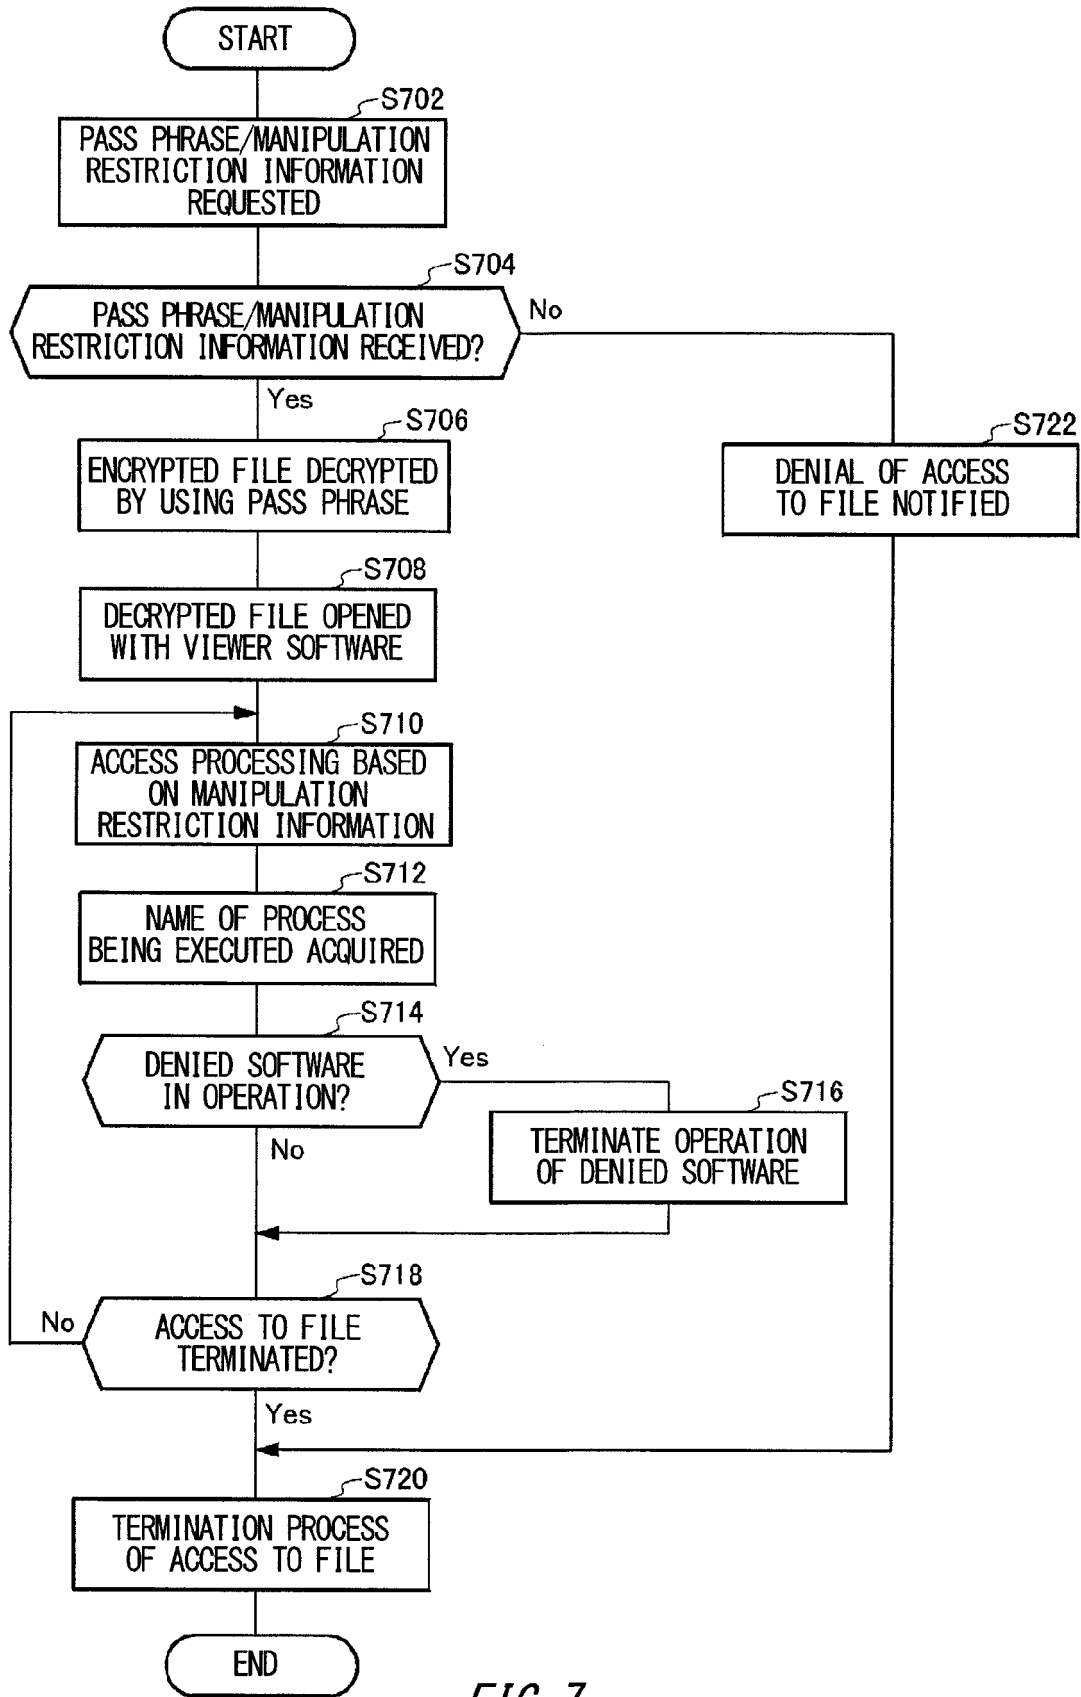 START
S702
PASS PHRASE/MANIPULATION
RESTRICTION INFORMATION
REQUESTED
S704
PASS PHRASE/MANIPULATION
RESTRICTION INFORMATION RECEIVED?
No
Yes
S706
ENCRYPTED FILE DECRYPTED
BY USING PASS PHRASE
S722
DENIAL OF ACCESS
TO FILE NOTIFIED
S708
DECRYPTED FILE OPENED
WITH VIEWER SOFTWARE
S710
ACCESS PROCESSING BASED
ON MANIPULATION
RESTRICTION INFORMATION
S712
NAME OF PROCESS
BEING EXECUTED ACQUIRED
S714
DENIED SOFTWARE
IN OPERATION?
Yes
No
S716
TERMINATE OPERATION
OF DENIED SOFTWARE
S718
ACCESS TO FILE
TERMINATED?
No
Yes
S720
TERMINATION PROCESS
OF ACCESS TO FILE
END
FIG. 7